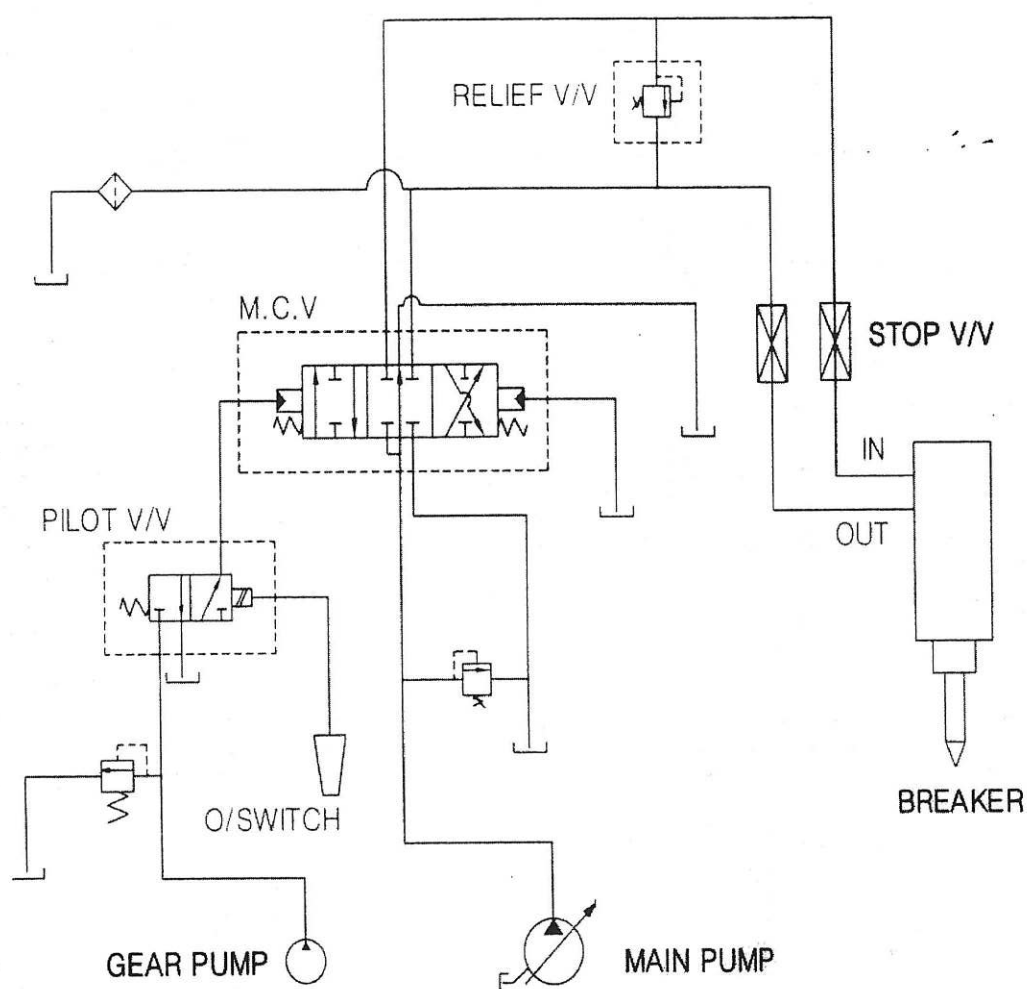 RELIEF V/V
M.C.V
STOP V/V
IN
OUT
PILOT V/V
O/SWITCH
BREAKER
GEAR PUMP
MAIN PUMP